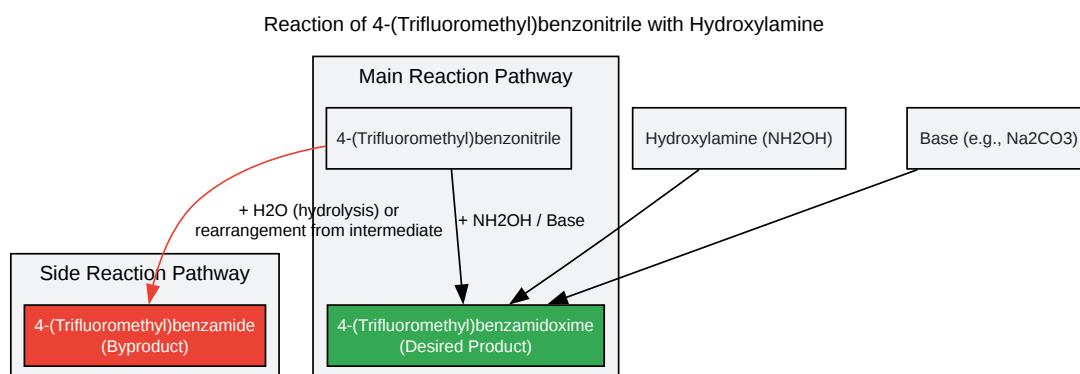 Reaction of 4-(Trifluoromethyl)benzonitrile with Hydroxylamine
Main Reaction Pathway
4-(Trifluoromethyl)benzonitrile
Hydroxylamine (NH2OH)
Base (e.g., Na2CO3)
+ H2O (hydrolysis) or
rearrangement from intermediate
+ NH2OH / Base
Side Reaction Pathway
4-(Trifluoromethyl)benzamide
(Byproduct)
4-(Trifluoromethyl)benzamidoxime
(Desired Product)